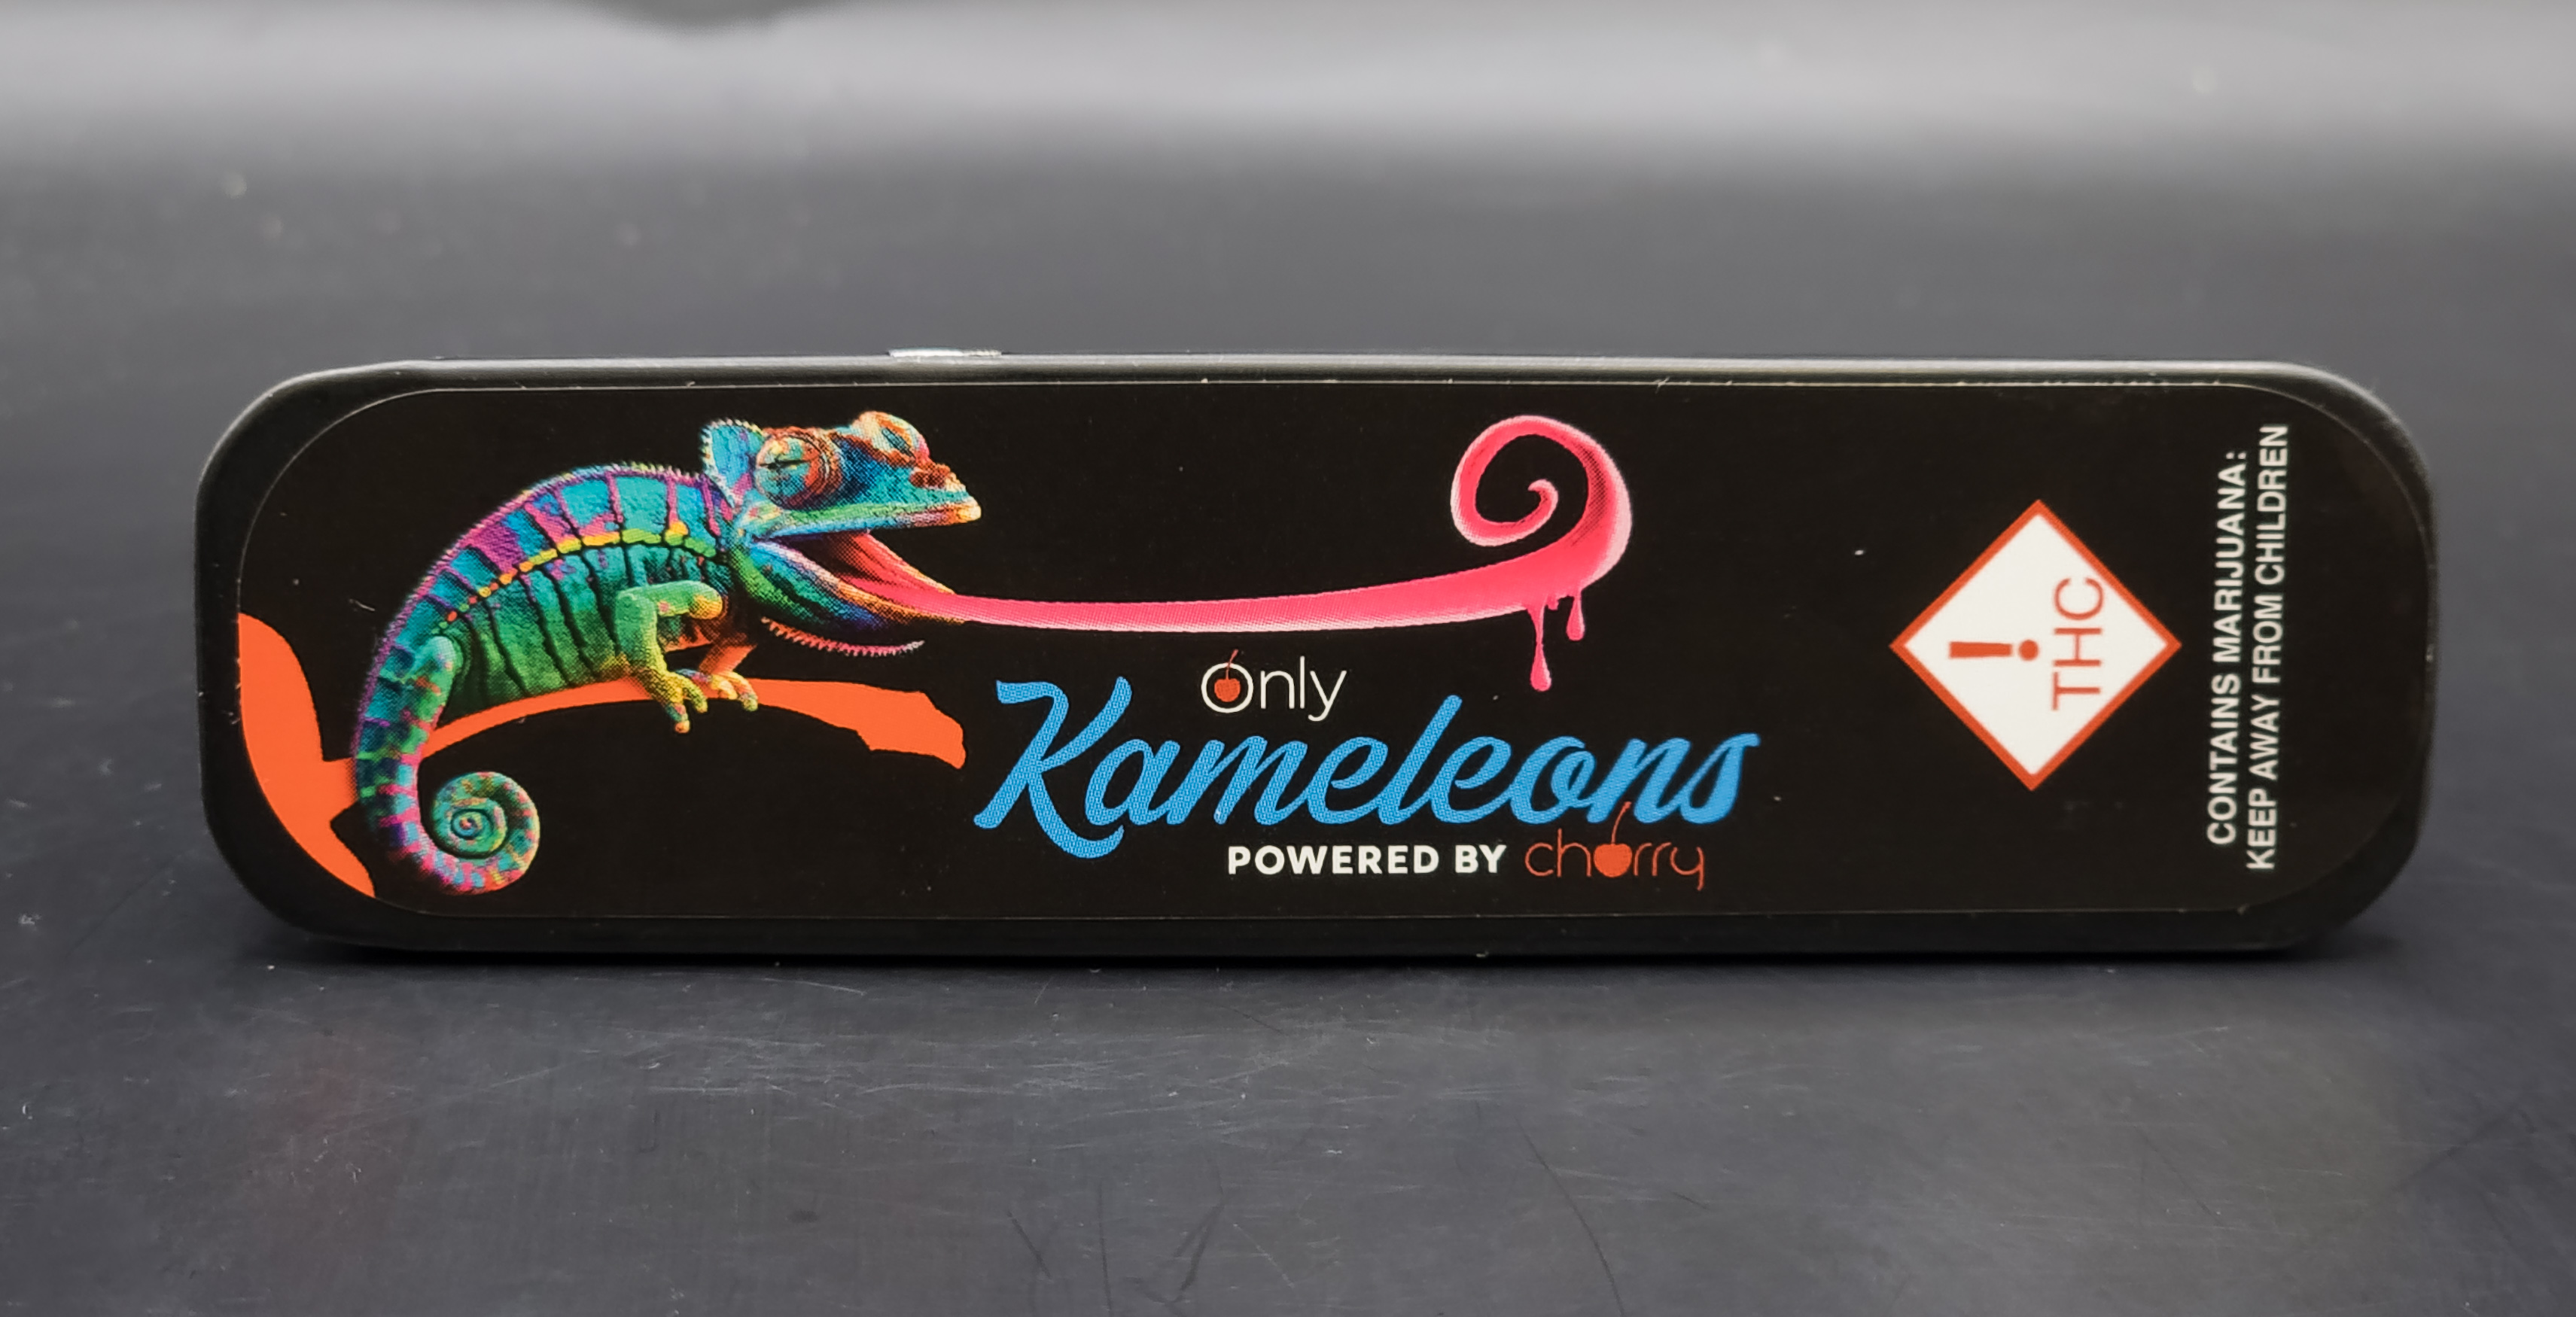 Only
Kameleons
POWERED BY cherry
!
THC
CONTAINS MARIJUANA:
KEEP AWAY FROM CHILDREN